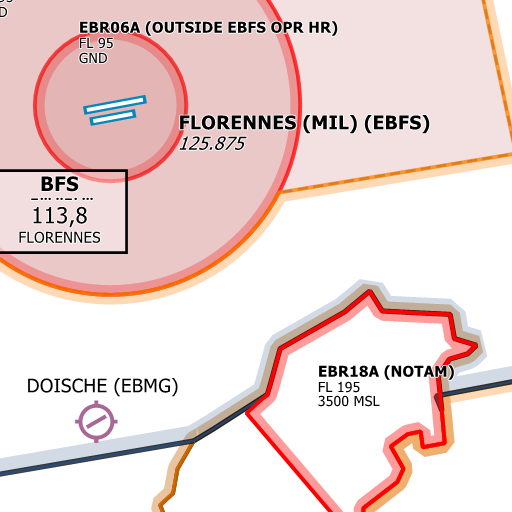 EBR06A (OUTSIDE EBFS OPR HR)
FL 95
GND
FLORENNES (MIL) (EBFS)
125.875
BFS
113,8
FLORENNES
EBR18A (NOTAM)
FL 195
3500 MSL
DOISCHE (EBMG)